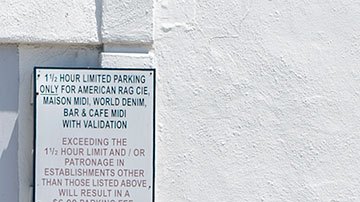 1½ HOUR LIMITED PARKING
ONLY FOR AMERICAN RAG CIE,
MAISON MIDI, WORLD DENIM,
BAR & CAFE MIDI
WITH VALIDATION
EXCEEDING THE
1½ HOUR LIMIT AND / OR
PATRONAGE IN
ESTABLISHMENTS OTHER
THAN THOSE LISTED ABOVE,
WILL RESULT IN A
PARKING FEE